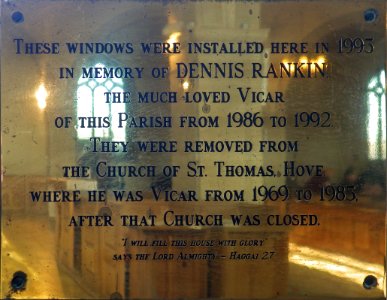 THESE WINDOWS WERE INSTALLED HERE IN 1993
IN MEMORY OF DENNIS RANKIN,
THE MUCH LOVED VICAR
OF THIS PARISH FROM 1986 TO 1992.
THEY WERE REMOVED FROM
THE CHURCH OF ST. THOMAS, HOVE,
WHERE HE WAS VICAR FROM 1969 TO 1985,
AFTER THAT CHURCH WAS CLOSED.
"I WILL FILL THIS HOUSE WITH GLORY"
SAYS THE LORD ALMIGHTY – HAGGAI 2.7